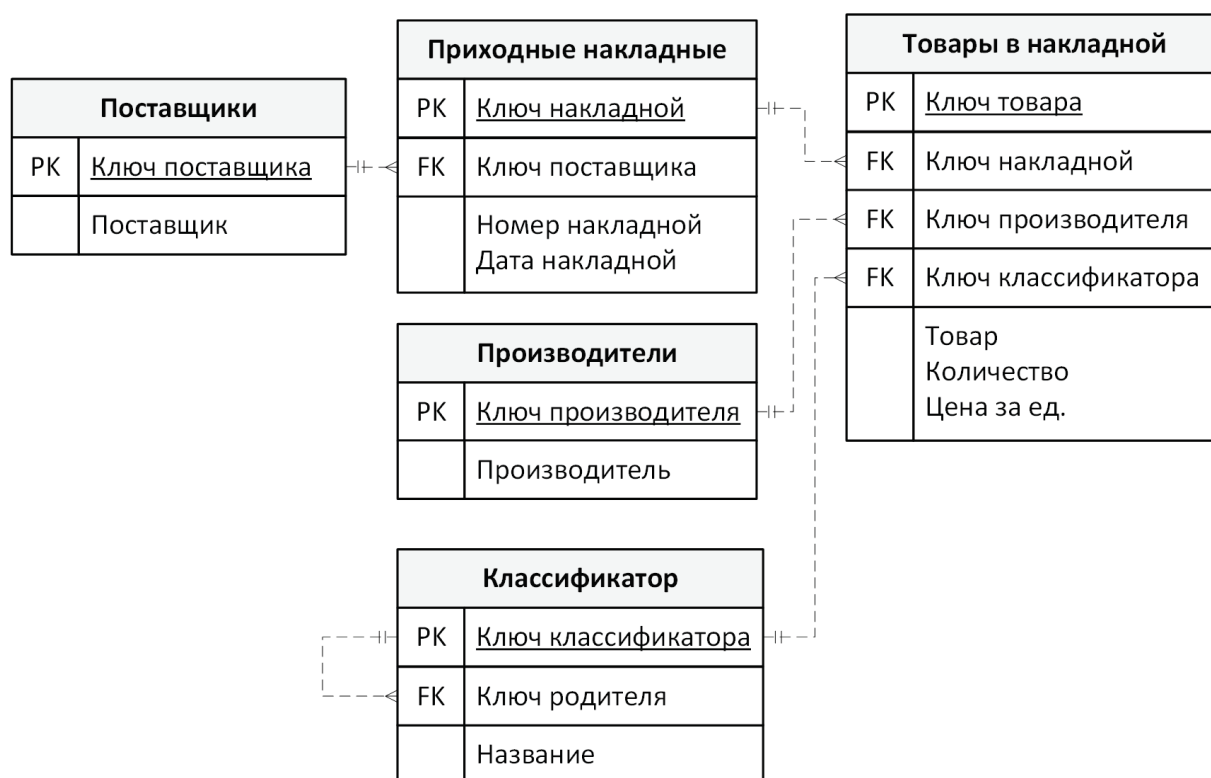 Поставщики
PK Ключ поставщика
Поставщик
Приходные накладные
PK Ключ накладной
FK Ключ поставщика
Номер накладной
Дата накладной
Производители
PK Ключ производителя
Производитель
Классификатор
PK Ключ классификатора
FK Ключ родителя
Название
Товары в накладной
PK Ключ товара
FK Ключ накладной
FK Ключ производителя
FK Ключ классификатора
Товар
Количество
Цена за ед.